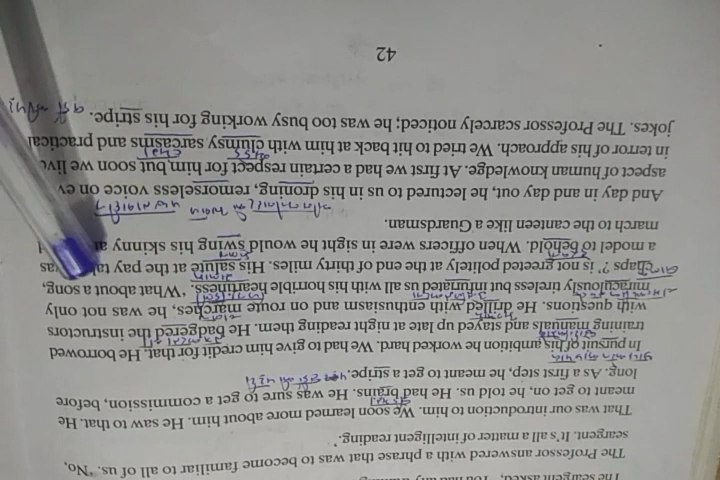 The sergeant asked, 'You had any
The Professor answered with a phrase that was to become familiar to all of us. 'No,
scargent. It's all a matter of intelligent reading.'
That was our introduction to him. We soon learned more about him. He saw to that. He
meant to get on, he told us. He had brains. He was sure to get a commission, before
long. As a first step, he meant to get a stripe.
In pursuit of his ambition he worked hard. We had to give him credit for that. He borrowed
training manuals and stayed up late at night reading them. He badgered the instructors
with questions. He drilled with enthusiasm and on route marches, he was not only
miraculously tireless but infuriated us all with his horrible heartiness. 'What about a song,
chaps ?' is not greeted politely at the end of thirty miles. His salute at the pay was
a model to behold. When officers were in sight he would swing his skinny
march to the canteen like a Guardsman.
And day in and day out, he lectured to us in his droning, remorseless voice on
aspect of human knowledge. At first we had a certain respect for him, but soon we
in terror of his approach. We tried to hit back at him with clumsy sarcasms and practical
jokes. The Professor scarcely noticed; he was too busy working for his stripe.
42